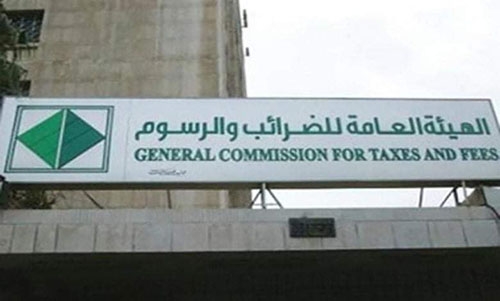 الهيئة العامة للضرائب والرسوم
GENERAL COMMISSION FOR TAXES AND FEES